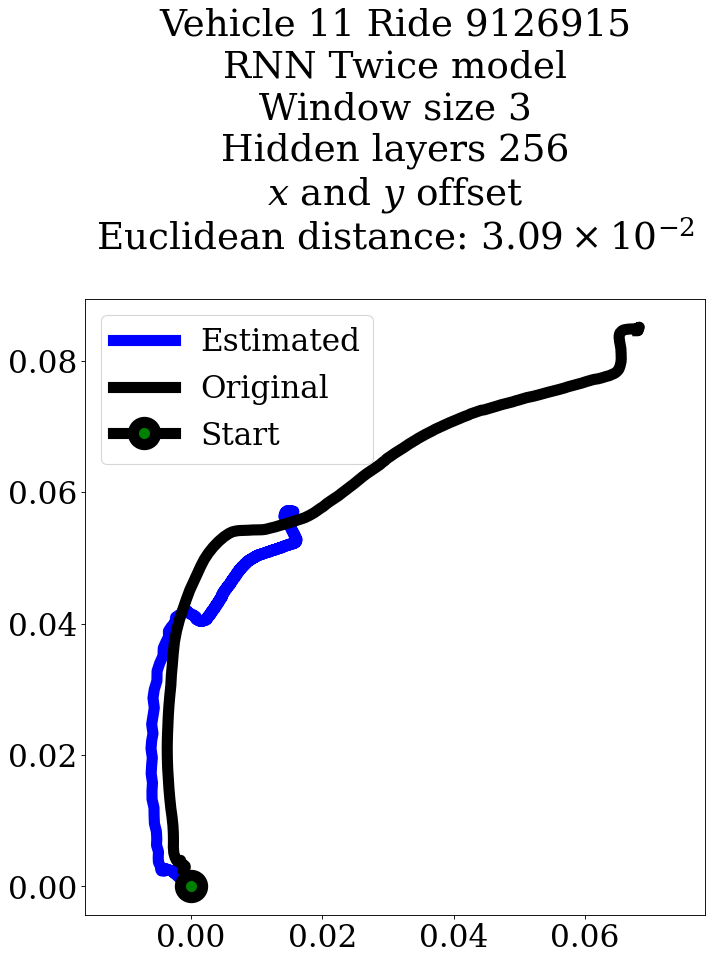 Vehicle 11 Ride 9126915
RNN Twice model
Window size 3
Hidden layers 256
x and y offset
Euclidean distance: 3.09 × 10⁻²
Estimated
Original
Start
0.08
0.06
0.04
0.02
0.00
0.00 0.02 0.04 0.06